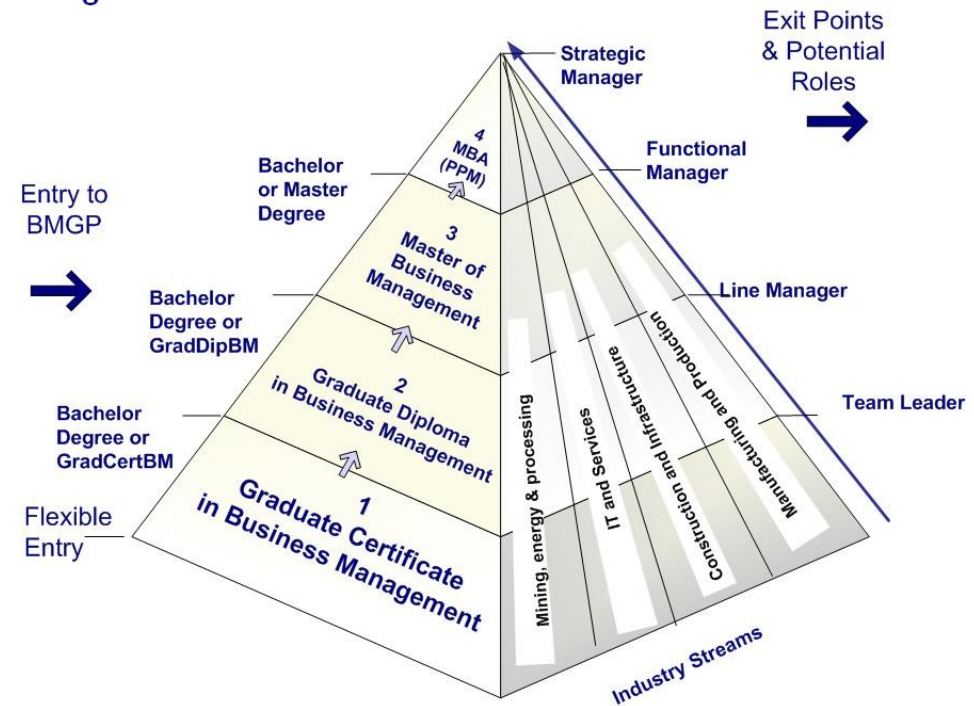 Exit Points
& Potential
Roles
Strategic
Manager
4
MBA
(PPM)
Bachelor
or Master
Degree
Functional
Manager
Entry to
BMGP
3
Master of
Business
Management
Line Manager
Bachelor
Degree or
GradDipBM
2
Graduate Diploma
in Business Management
Team Leader
Bachelor
Degree or
GradCertBM
1
Graduate Certificate
in Business Management
Flexible
Entry
Mining, energy & processing
IT and Services
Construction and Infrastructure
Manufacturing and Production
Industry Streams